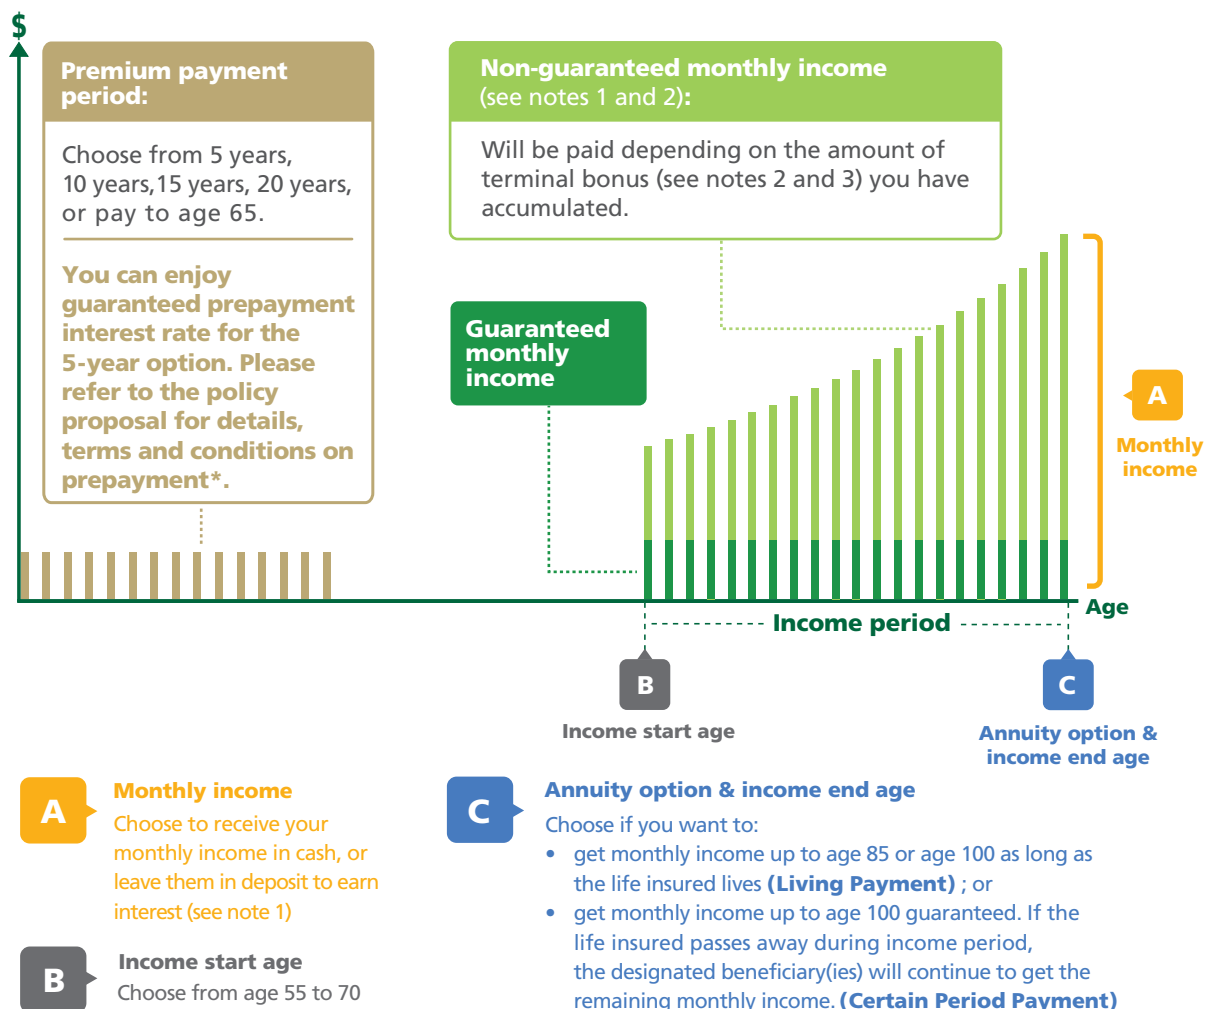 $
Premium payment
period:
Choose from 5 years,
10 years,15 years, 20 years,
or pay to age 65.
You can enjoy
guaranteed prepayment
interest rate for the
5-year option. Please
refer to the policy
proposal for details,
terms and conditions on
prepayment*.
Non-guaranteed monthly income
(see notes 1 and 2):
Will be paid depending on the amount of
terminal bonus (see notes 2 and 3) you have
accumulated.
Guaranteed
monthly
income
A
Monthly
income
Age
Income period
B
Income start age
C
Annuity option &
income end age
A
Monthly income
Choose to receive your
monthly income in cash, or
leave them in deposit to earn
interest (see note 1)
B
Income start age
Choose from age 55 to 70
C
Annuity option & income end age
Choose if you want to:
• get monthly income up to age 85 or age 100 as long as
the life insured lives (Living Payment) ; or
• get monthly income up to age 100 guaranteed. If the
life insured passes away during income period,
the designated beneficiary(ies) will continue to get the
remaining monthly income. (Certain Period Payment)